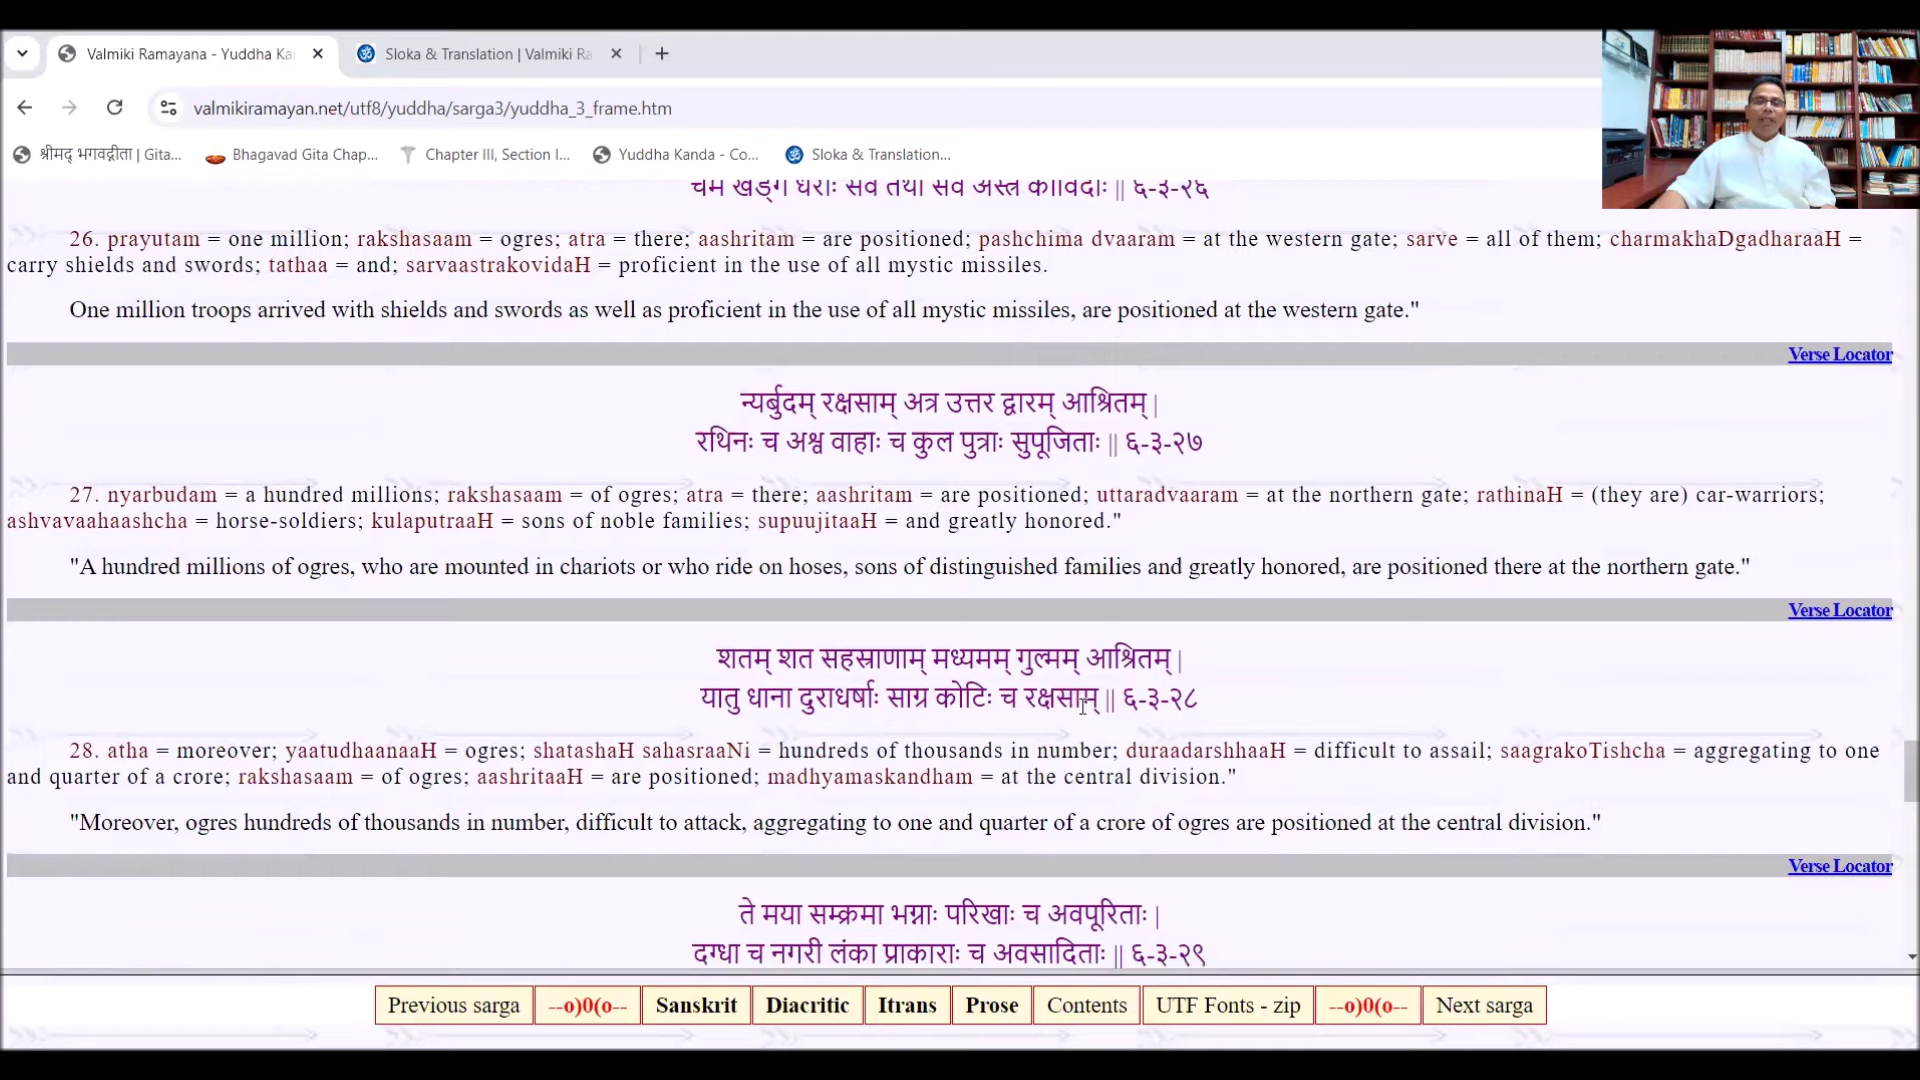 Valmiki Ramayana - Yuddha Ka
Sloka & Translation | Valmiki Ra
valmikiramayan.net/utf8/yuddha/sarga3/yuddha_3_frame.htm
श्रीमद् भगवद्गीता | Gita...
Bhagavad Gita Chap...
Chapter III, Section I...
Yuddha Kanda - Co...
Sloka & Translation...
चर्म खड्ग धराः सर्वे तथा सर्व अस्त्र कोविदाः || ६-३-२६
26. prayutam = one million; rakshasaam = ogres; atra = there; aashritam = are positioned; pashchima dvaaram = at the western gate; sarve = all of them; charmakhaDgadharaaH =
carry shields and swords; tathaa = and; sarvaastrakovidaH = proficient in the use of all mystic missiles.
One million troops arrived with shields and swords as well as proficient in the use of all mystic missiles, are positioned at the western gate."
Verse Locator
न्यर्बुदम् रक्षसाम् अत्र उत्तर द्वारम् आश्रितम् |
रथिनः च अश्व वाहाः च कुल पुत्राः सुपूजिताः || ६-३-२७
27. nyarbudam = a hundred millions; rakshasaam = of ogres; atra = there; aashritam = are positioned; uttaradvaaram = at the northern gate; rathinaH = (they are) car-warriors;
ashvavaahaashcha = horse-soldiers; kulaputraaH = sons of noble families; supuujitaaH = and greatly honored."
"A hundred millions of ogres, who are mounted in chariots or who ride on hoses, sons of distinguished families and greatly honored, are positioned there at the northern gate."
Verse Locator
शतम् शत सहस्राणाम् मध्यमम् गुल्मम् आश्रितम् |
यातु धाना दुराधर्षाः साग्र कोटिः च रक्षसाम् || ६-३-२८
28. atha = moreover; yaatudhaanaaH = ogres; shatashaH sahasraaNi = hundreds of thousands in number; duraadarshhaaH = difficult to assail; saagrakoTishcha = aggregating to one
and quarter of a crore; rakshasaam = of ogres; aashritaaH = are positioned; madhyamaskandham = at the central division."
"Moreover, ogres hundreds of thousands in number, difficult to attack, aggregating to one and quarter of a crore of ogres are positioned at the central division."
Verse Locator
ते मया सम्क्रमा भग्नाः परिखाः च अवपूरिताः |
दग्धा च नगरी लंका प्राकाराः च अवसादिताः || ६-३-२९
Previous sarga
--o)0(o--
Sanskrit
Diacritic
Itrans
Prose
Contents
UTF Fonts - zip
--o)0(o--
Next sarga